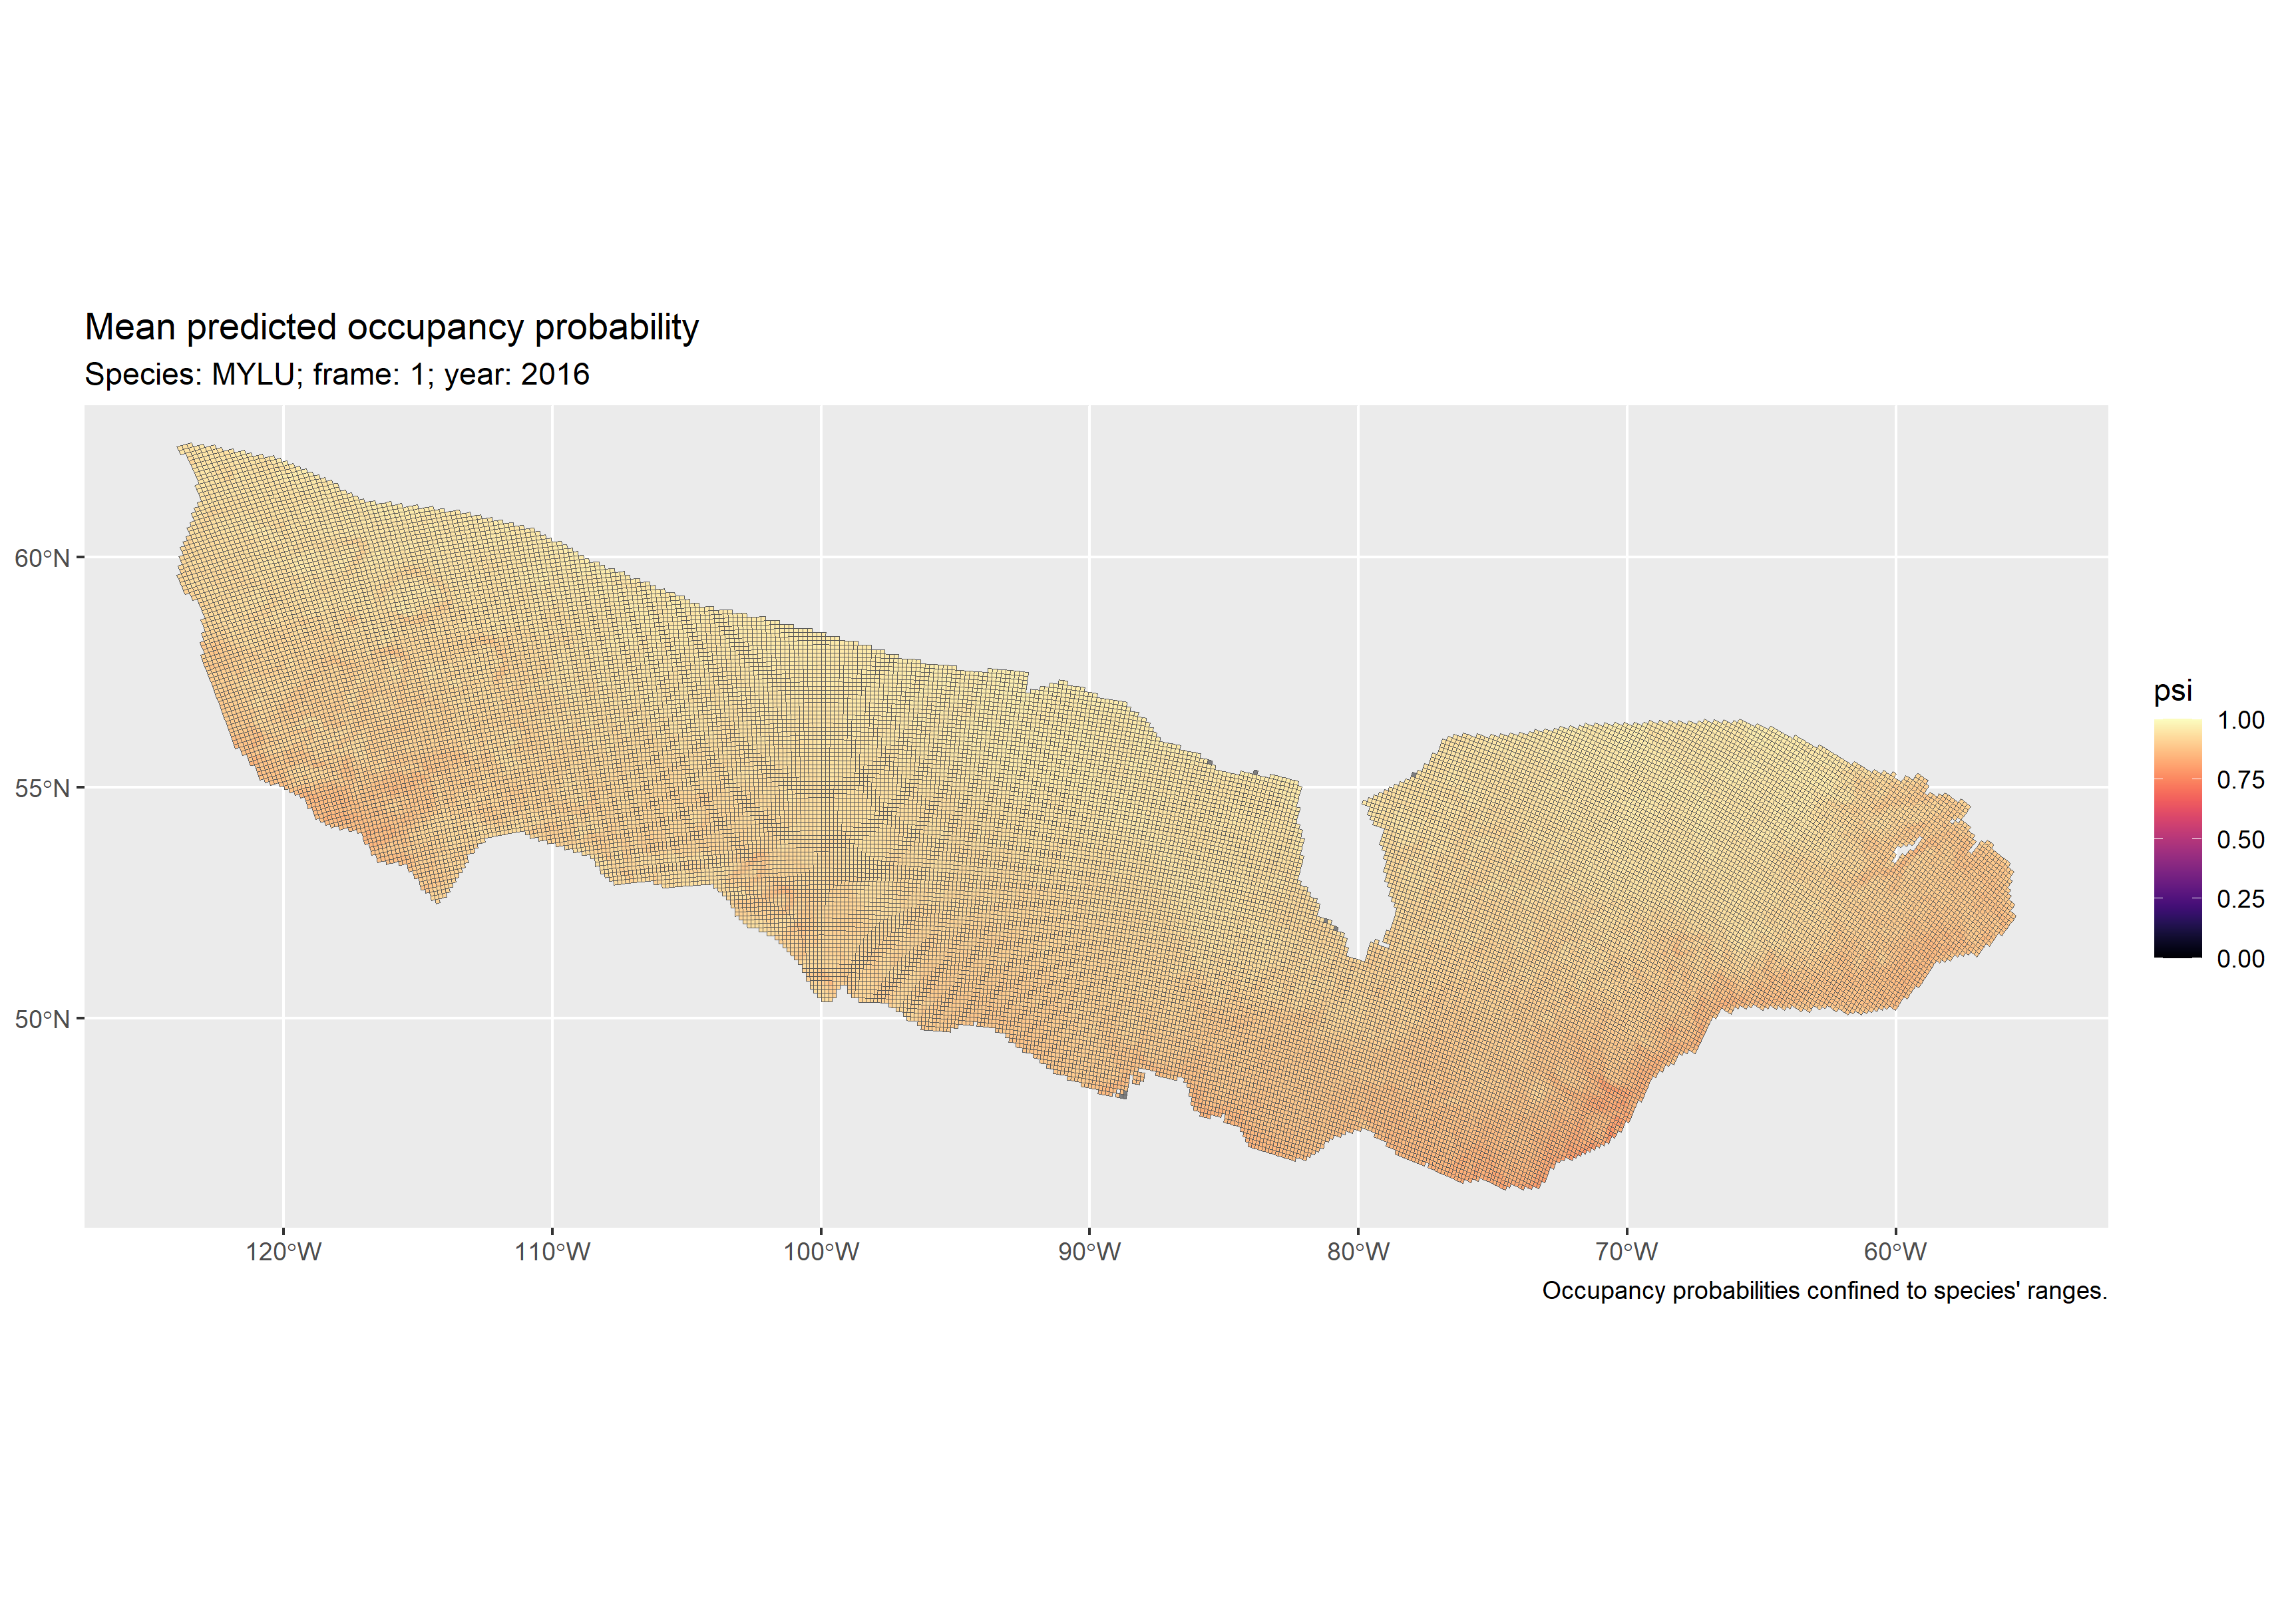 Mean predicted occupancy probability
Species: MYLU; frame: 1; year: 2016
60°N
55°N
50°N
120°W
110°W
100°W
90°W
80°W
70°W
60°W
psi
1.00
0.75
0.50
0.25
0.00
Occupancy probabilities confined to species' ranges.